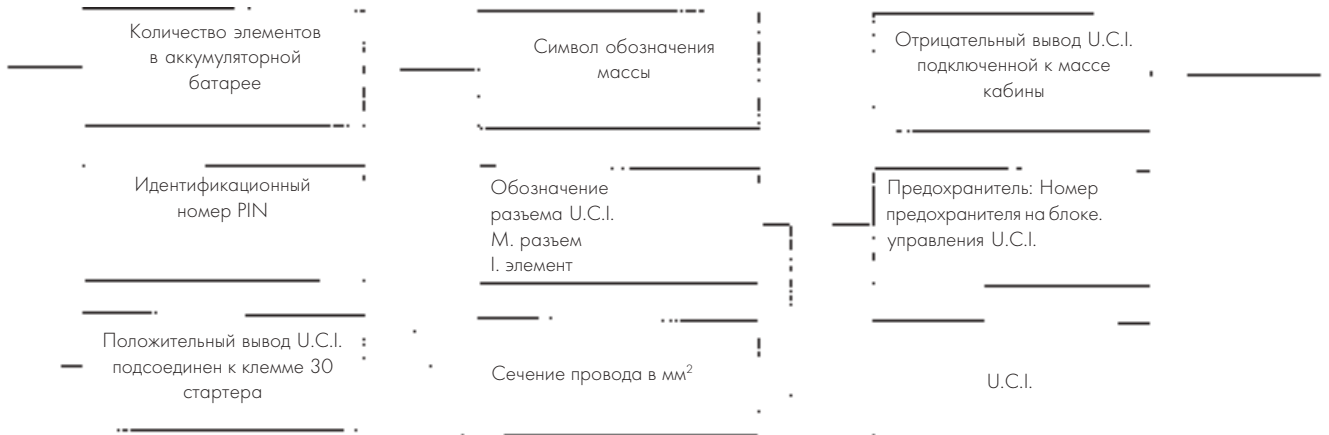 Количество элементов
в аккумуляторной
батарее
Символ обозначения
массы
Отрицательный вывод U.C.I.
подключенной к массе
кабины
Идентификационный
номер PIN
Обозначение
разъема U.C.I.
M. разъем
I. элемент
Предохранитель: Номер
предохранителя на блоке.
управления U.C.I.
Положительный вывод U.C.I.
подсоединен к клемме 30
стартера
Сечение провода в мм²
U.C.I.